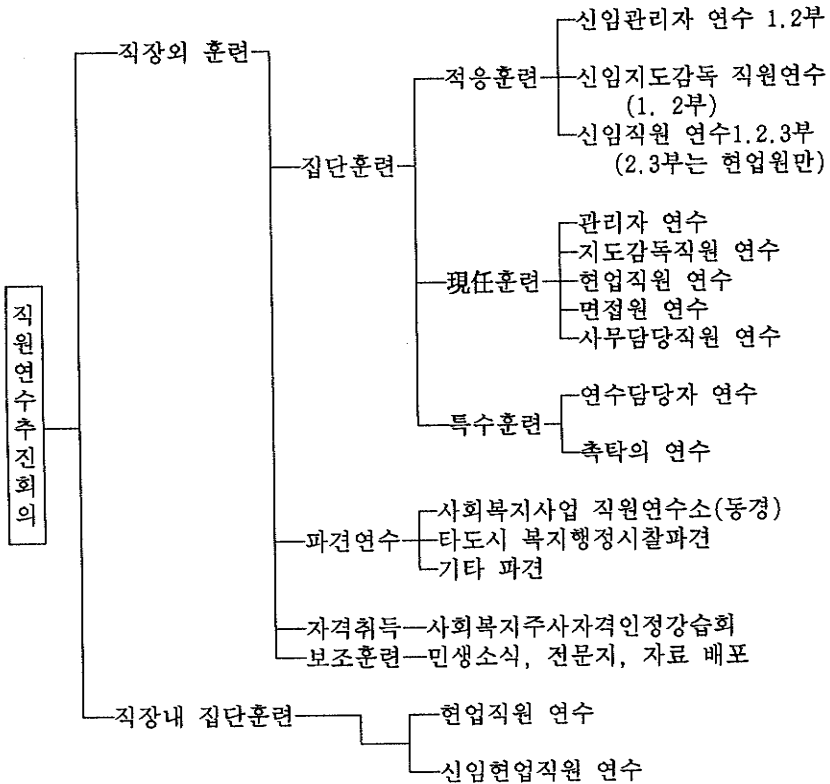 신임관리자 연수 1.2부
직장외 훈련
적응훈련
신임지도감독 직원연수
(1. 2부)
신임직원 연수1.2.3부
(2.3부는 현업원만)
집단훈련
관리자 연수
지도감독직원 연수
現任훈련
현업직원 연수
면접원 연수
사무담당직원 연수
직원연수추진회의
연수담당자 연수
특수훈련
촉탁의 연수
사회복지사업 직원연수소(동경)
파견연수
타도시 복지행정시찰파견
기타 파견
자격취득
사회복지주사자격인정강습회
보조훈련
민생소식, 전문지, 자료 배포
직장내 집단훈련
현업직원 연수
신임현업직원 연수